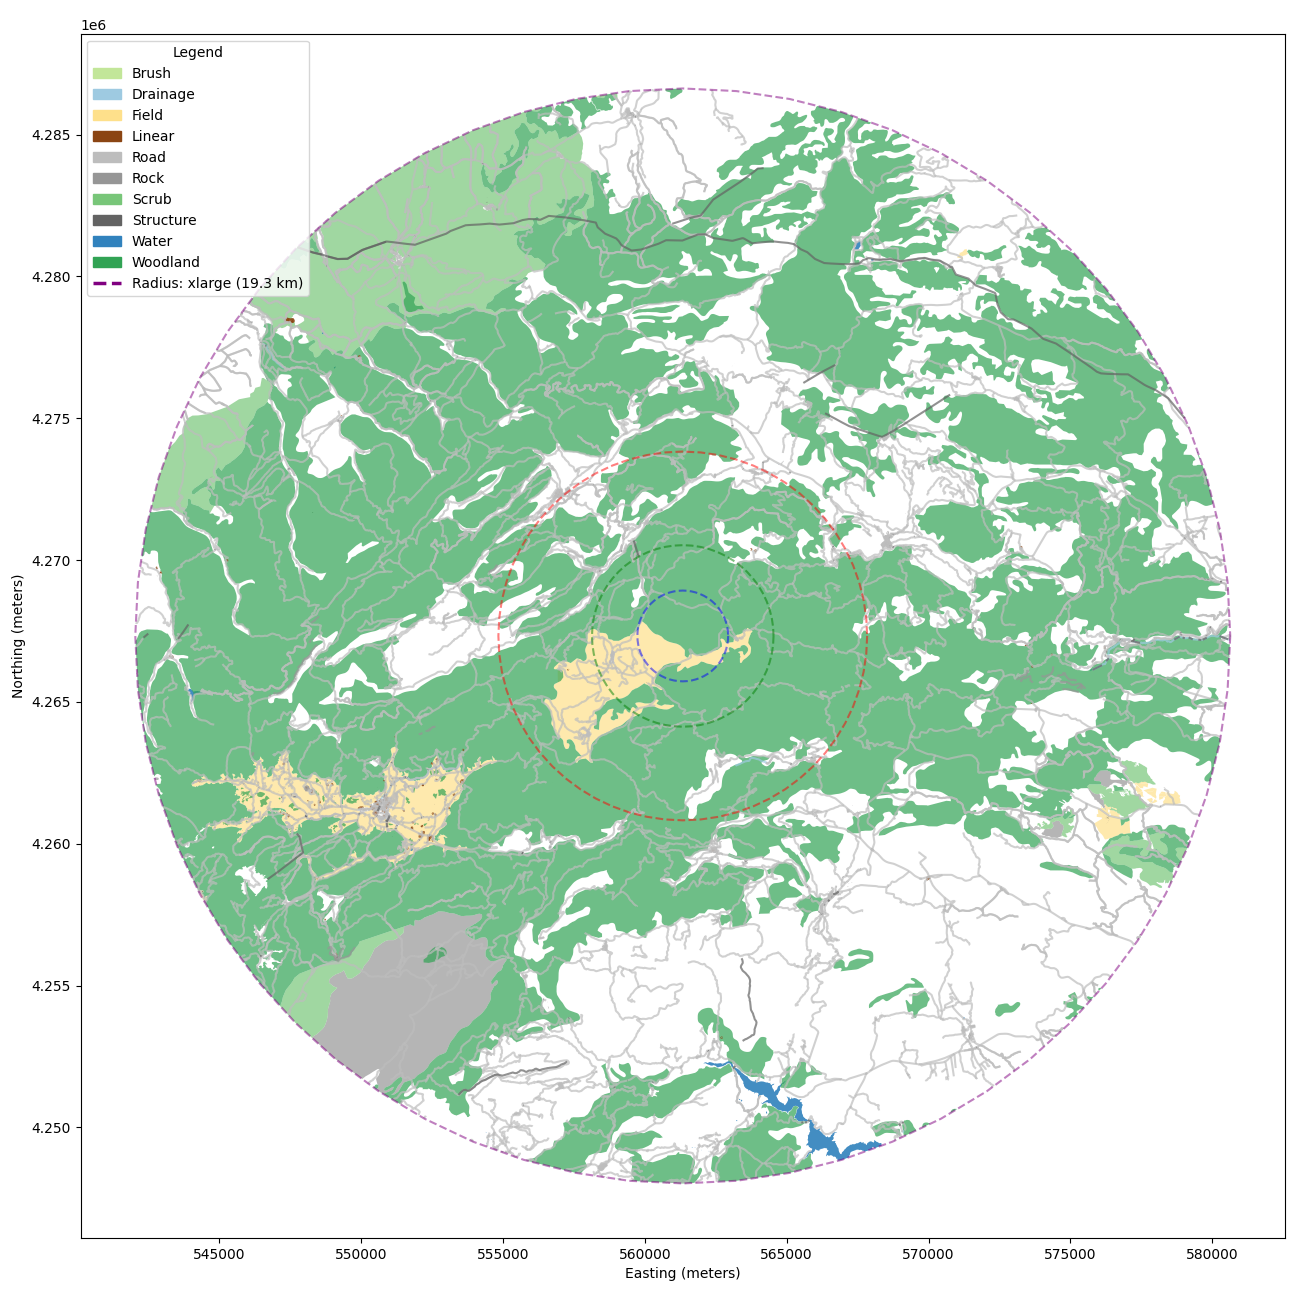 1e6
Legend
Brush
Drainage
Field
Linear
Road
Rock
Scrub
Structure
Water
Woodland
Radius: xlarge (19.3 km)
4.285
4.280
4.275
4.270
4.265
4.260
4.255
4.250
Northing (meters)
545000 550000 555000 560000 565000 570000 575000 580000
Easting (meters)